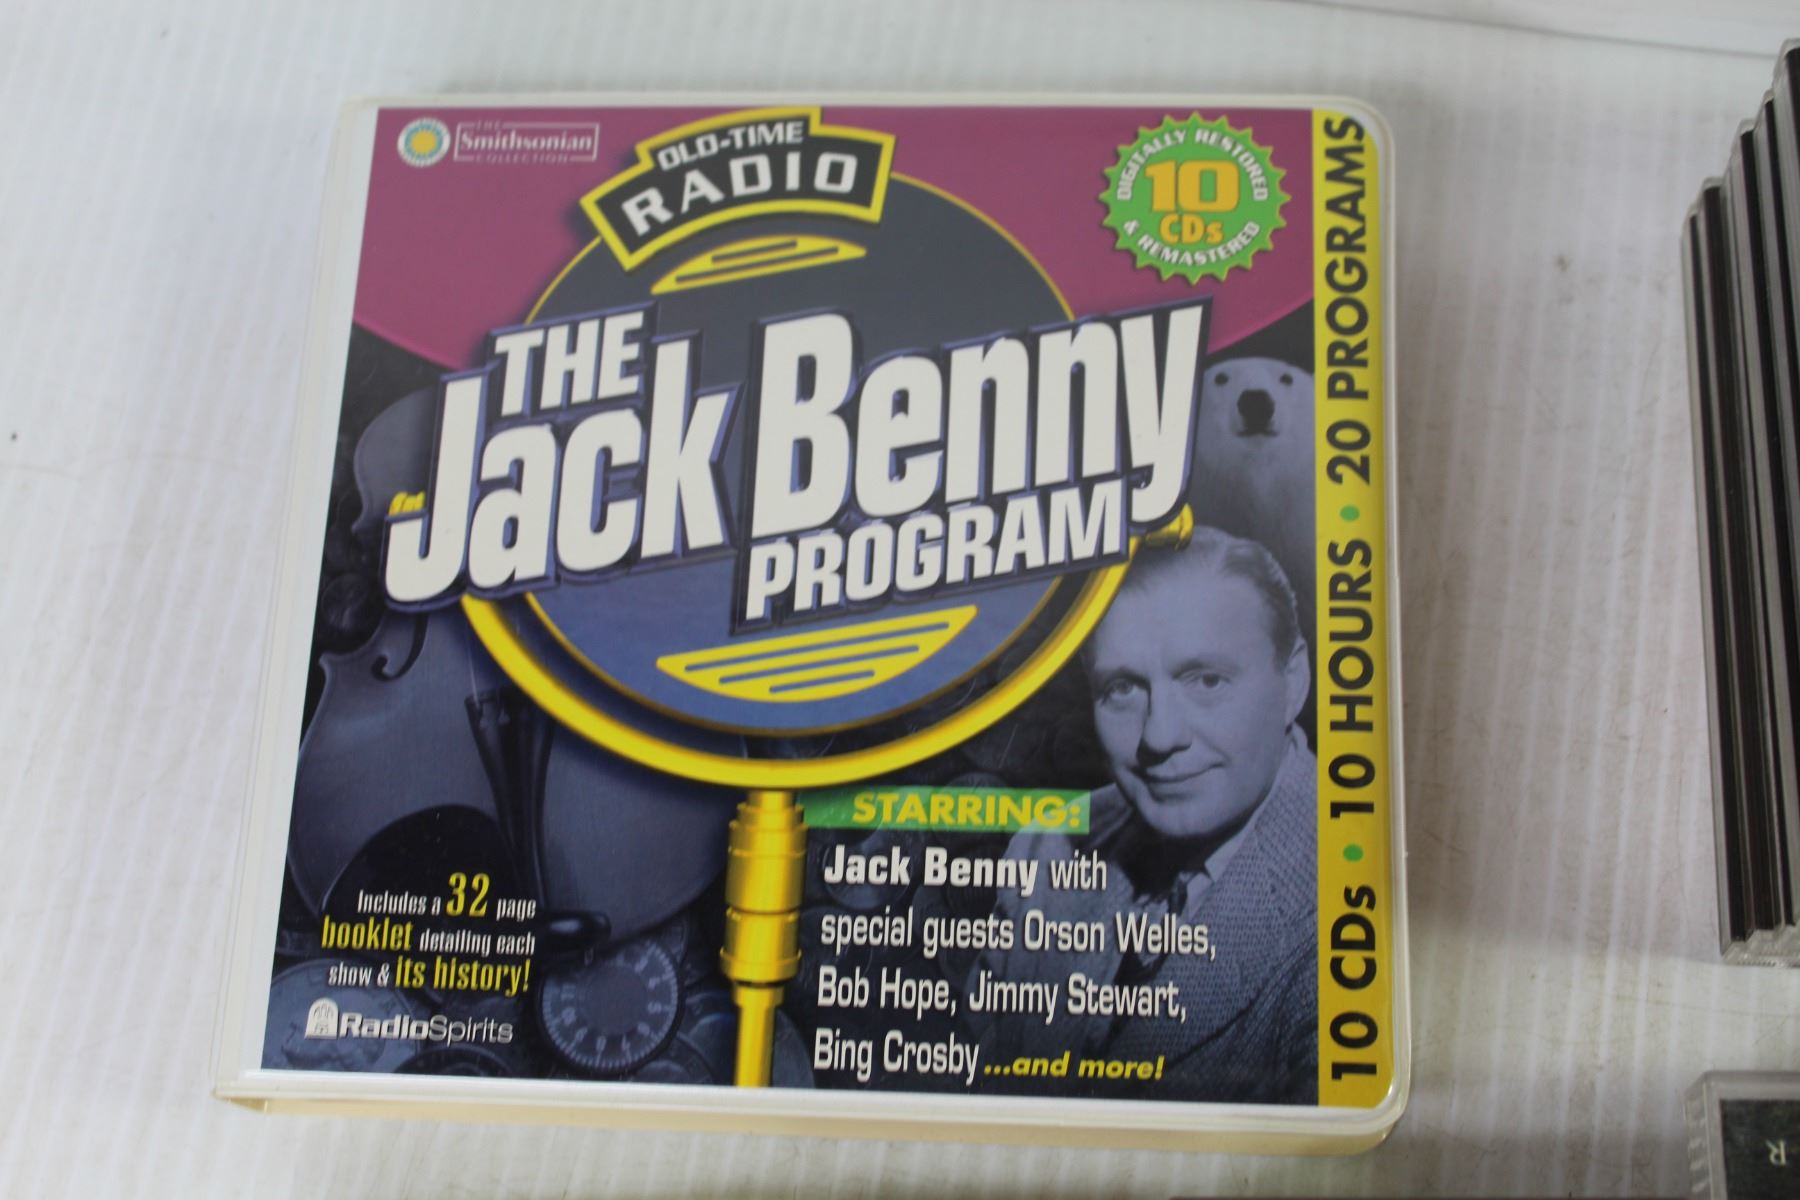 THE
Smithsonian
COLLECTION
OLD-TIME
RADIO
DIGITALLY RESTORED
10
CDs
& REMASTERED
THE
Jack Benny
PROGRAM
STARRING:
Jack Benny with
special guests Orson Welles,
Bob Hope, Jimmy Stewart,
Bing Crosby...and more!
Includes a 32 page
booklet detailing each
show & its history!
RadioSpirits
10 CDs • 10 HOURS • 20 PROGRAMS
R